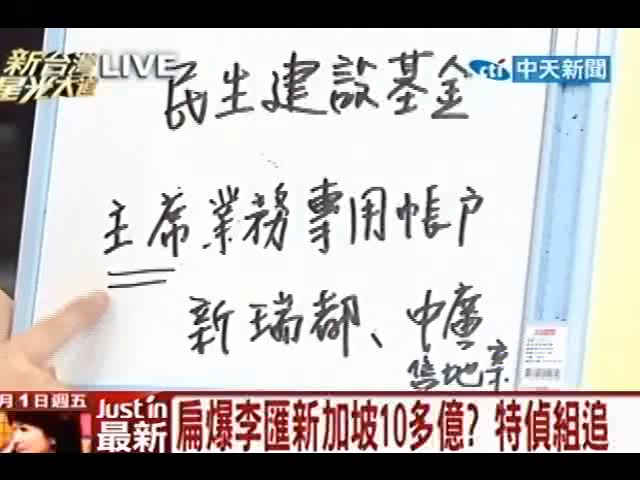 新台灣 LIVE
星光大道
cti 中天新聞
民生建設基金
主席業務專用帳戶
新瑞都、中廣
售地案
月1日週五
Just in
最新
扁爆李匯新加坡10多億? 特偵組追